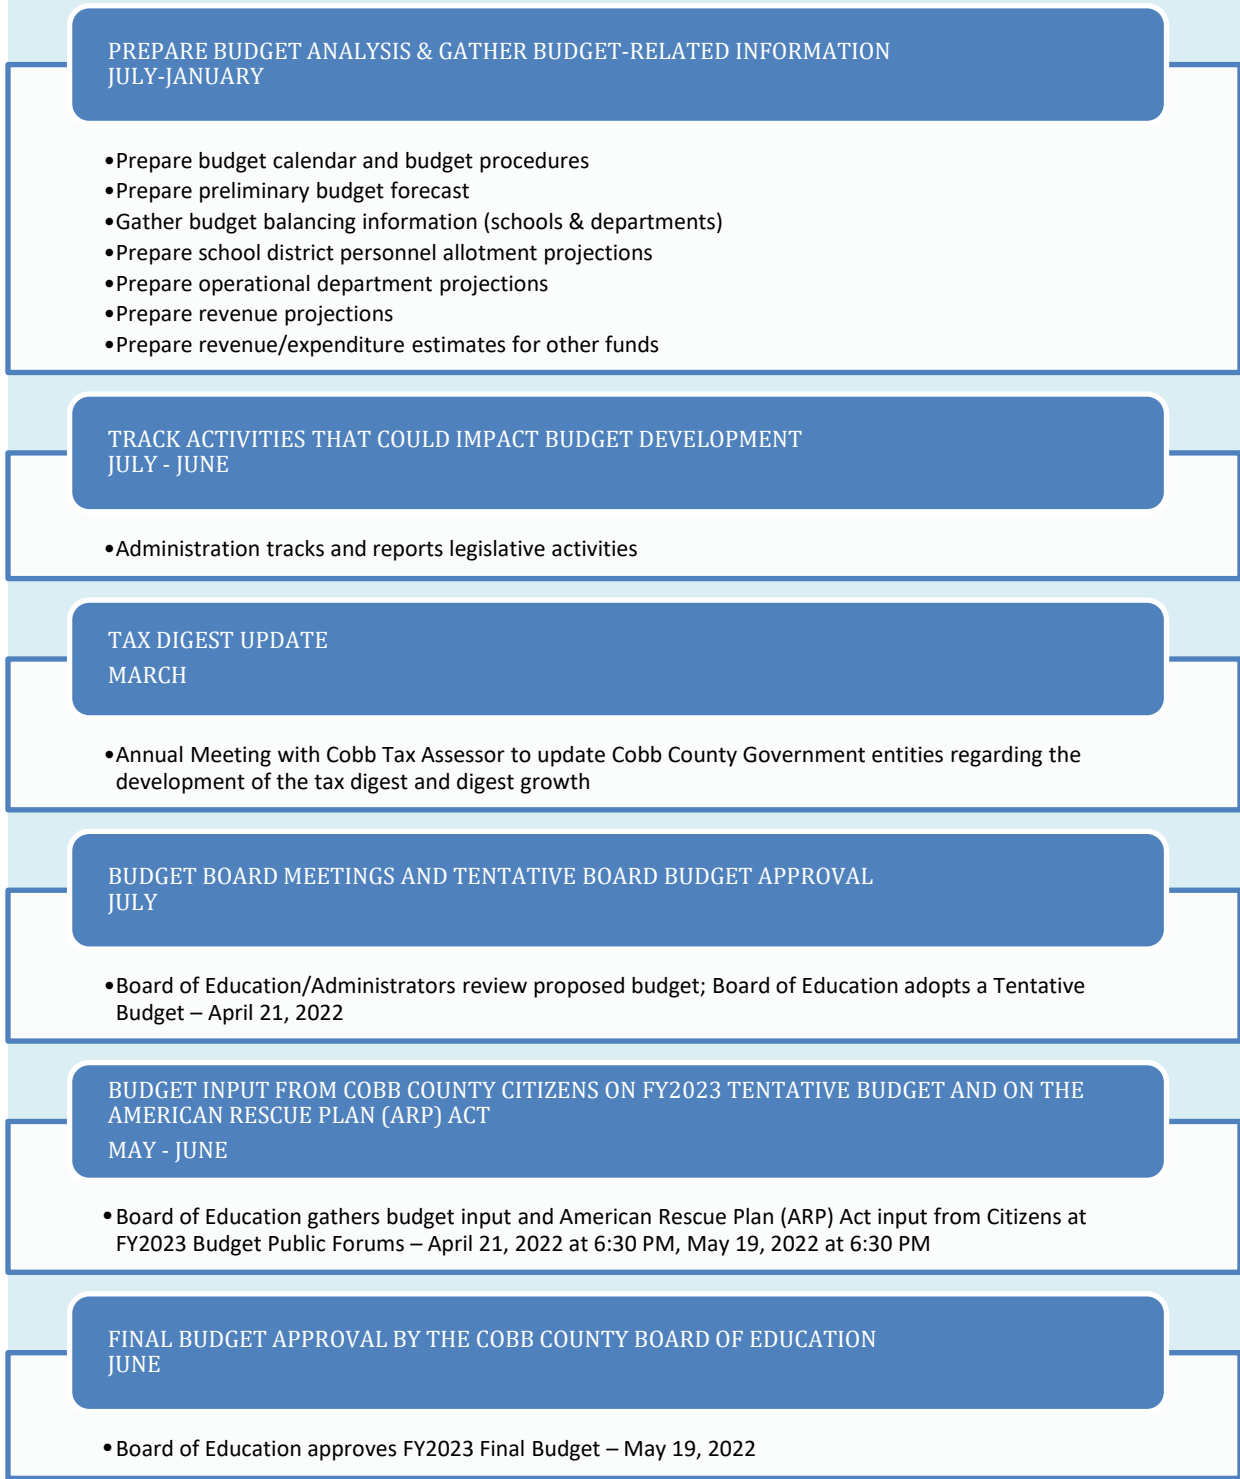 PREPARE BUDGET ANALYSIS & GATHER BUDGET-RELATED INFORMATION
JULY-JANUARY
•Prepare budget calendar and budget procedures
•Prepare preliminary budget forecast
•Gather budget balancing information (schools & departments)
•Prepare school district personnel allotment projections
•Prepare operational department projections
•Prepare revenue projections
•Prepare revenue/expenditure estimates for other funds
TRACK ACTIVITIES THAT COULD IMPACT BUDGET DEVELOPMENT
JULY - JUNE
•Administration tracks and reports legislative activities
TAX DIGEST UPDATE
MARCH
•Annual Meeting with Cobb Tax Assessor to update Cobb County Government entities regarding the
development of the tax digest and digest growth
BUDGET BOARD MEETINGS AND TENTATIVE BOARD BUDGET APPROVAL
JULY
•Board of Education/Administrators review proposed budget; Board of Education adopts a Tentative
Budget – April 21, 2022
BUDGET INPUT FROM COBB COUNTY CITIZENS ON FY2023 TENTATIVE BUDGET AND ON THE
AMERICAN RESCUE PLAN (ARP) ACT
MAY - JUNE
•Board of Education gathers budget input and American Rescue Plan (ARP) Act input from Citizens at
FY2023 Budget Public Forums – April 21, 2022 at 6:30 PM, May 19, 2022 at 6:30 PM
FINAL BUDGET APPROVAL BY THE COBB COUNTY BOARD OF EDUCATION
JUNE
•Board of Education approves FY2023 Final Budget – May 19, 2022